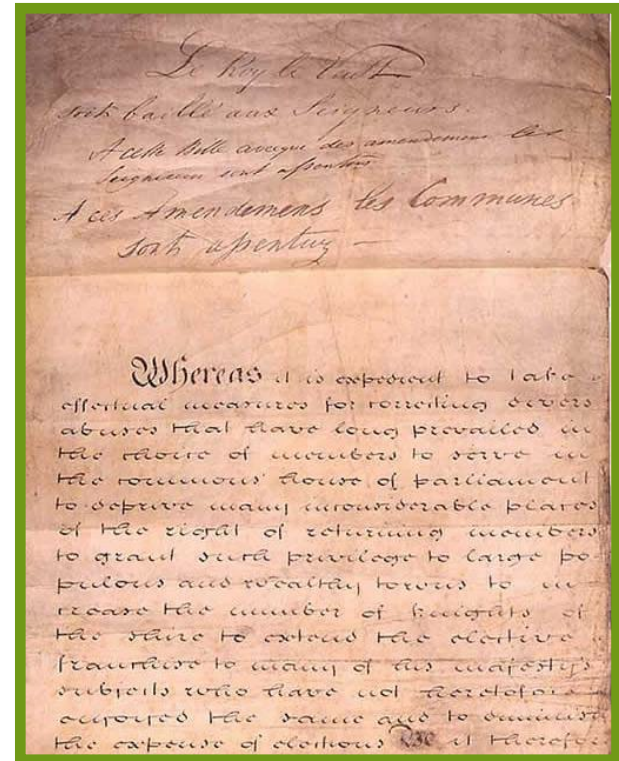 Le Roy le Veult
soit baillé aux Seigneurs.
A cette Bille avecque des amendemens les
Seigneurs sont assentus
A ces Amendemens les Communes
sont assentuz —
Whereas it is expedient to take
effectual measures for correcting divers
abuses that have long prevailed in
the choice of members to serve in
the commons house of parliament
to deprive many inconsiderable places
of the right of returning members
to grant such privilege to large po
pulous and wealthy towns to in
crease the number of knights of
the shire to extend the elective
franchise to many of his majesty's
subjects who have not heretofore
enjoyed the same and to diminish
the expense of elections Be it therefore